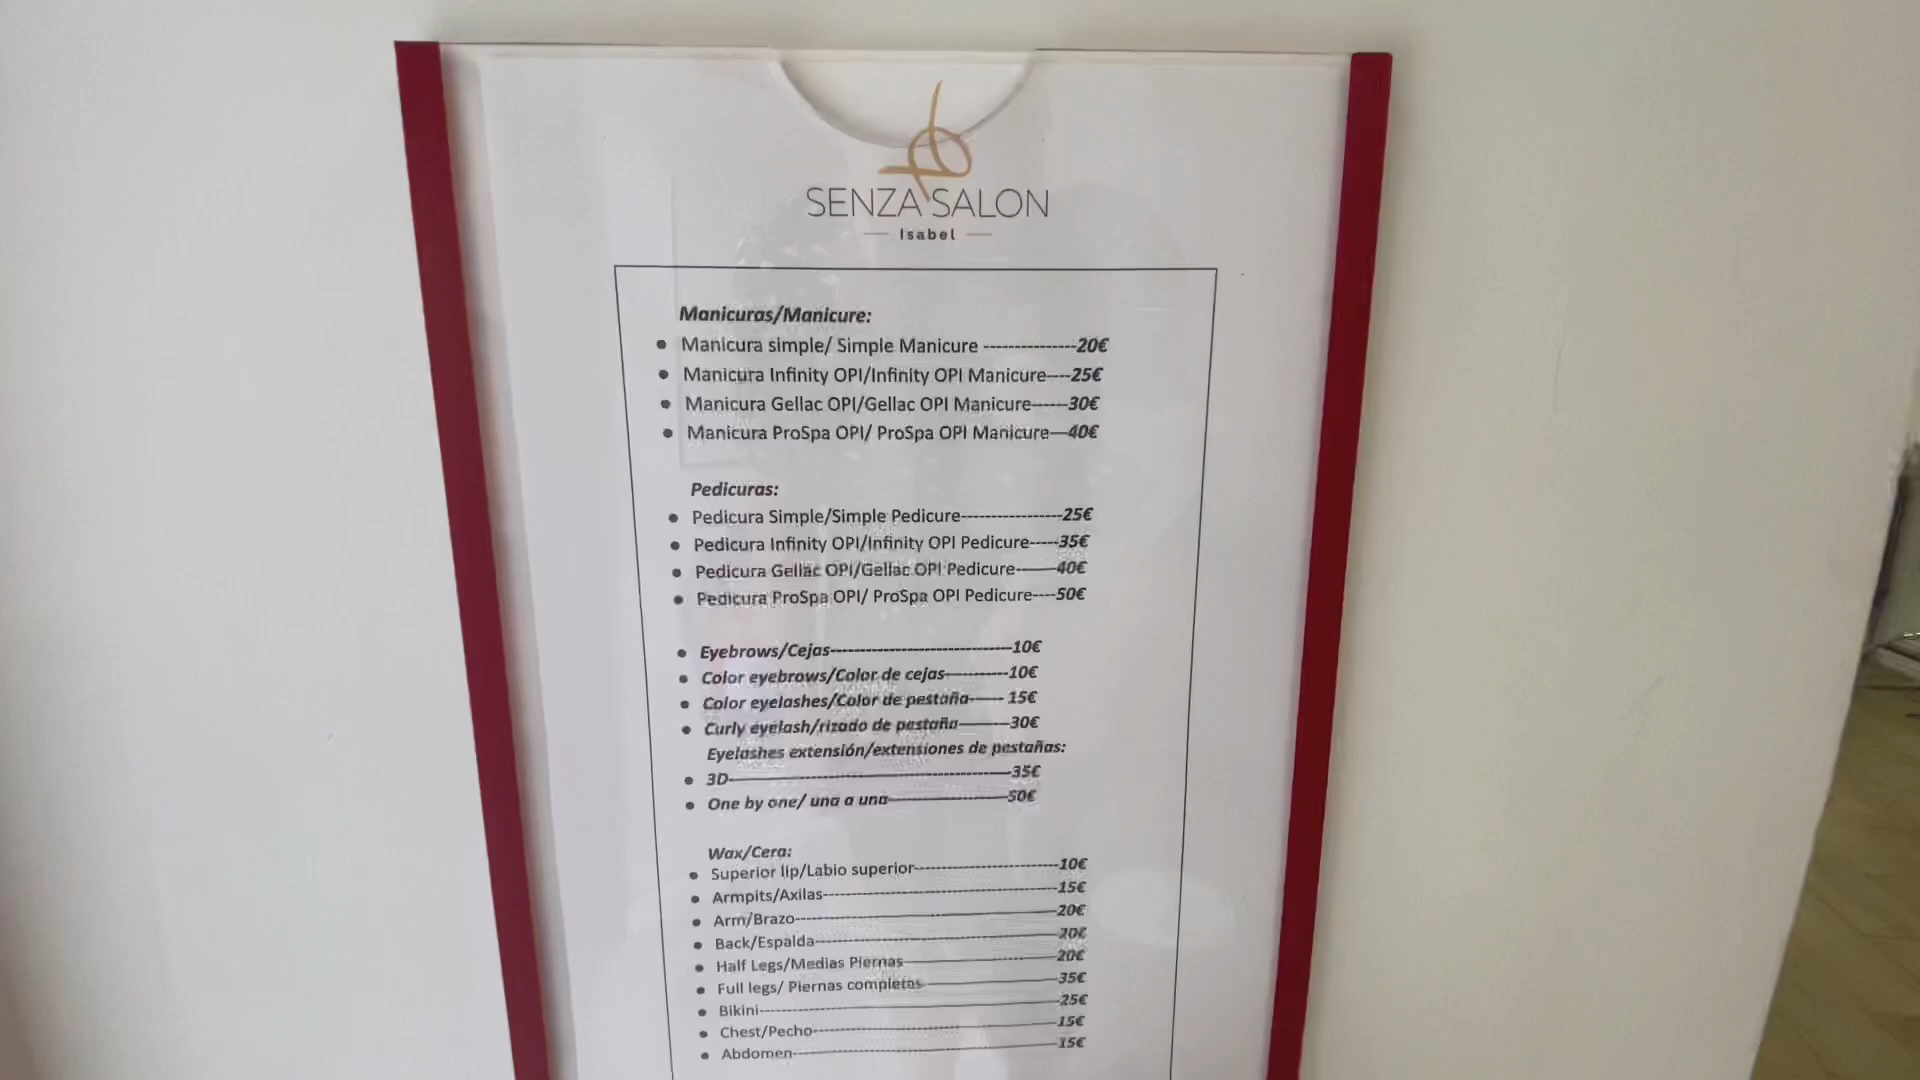 SENZA SALON
Isabel
Manicuras/Manicure:
Manicura simple/ Simple Manicure ---------------20€
Manicura Infinity OPI/Infinity OPI Manicure----25€
Manicura Gellac OPI/Gellac OPI Manicure------30€
Manicura ProSpa OPI/ ProSpa OPI Manicure---40€
Pedicuras:
Pedicura Simple/Simple Pedicure-----------------25€
Pedicura Infinity OPI/Infinity OPI Pedicure-----35€
Pedicura Gellac OPI/Gellac OPI Pedicure-------40€
Pedicura ProSpa OPI/ ProSpa OPI Pedicure----50€
Eyebrows/Cejas-------------------------------10€
Color eyebrows/Color de cejas-----------10€
Color eyelashes/Color de pestaña------ 15€
Curly eyelash/rizado de pestaña---------30€
Eyelashes extensión/extensiones de pestañas:
3D------------------------------------------------35€
One by one/ una a una--------------------50€
Wax/Cera:
Superior lip/Labio superior------------------------10€
Armpits/Axilas----------------------------------------15€
Arm/Brazo---------------------------------------------20€
Back/Espalda-----------------------------------------20€
Half Legs/Medias Piernas--------------------------20€
Full legs/ Piernas completas----------------------35€
Bikini---------------------------------------------------25€
Chest/Pecho------------------------------------------15€
Abdomen----------------------------------------------15€